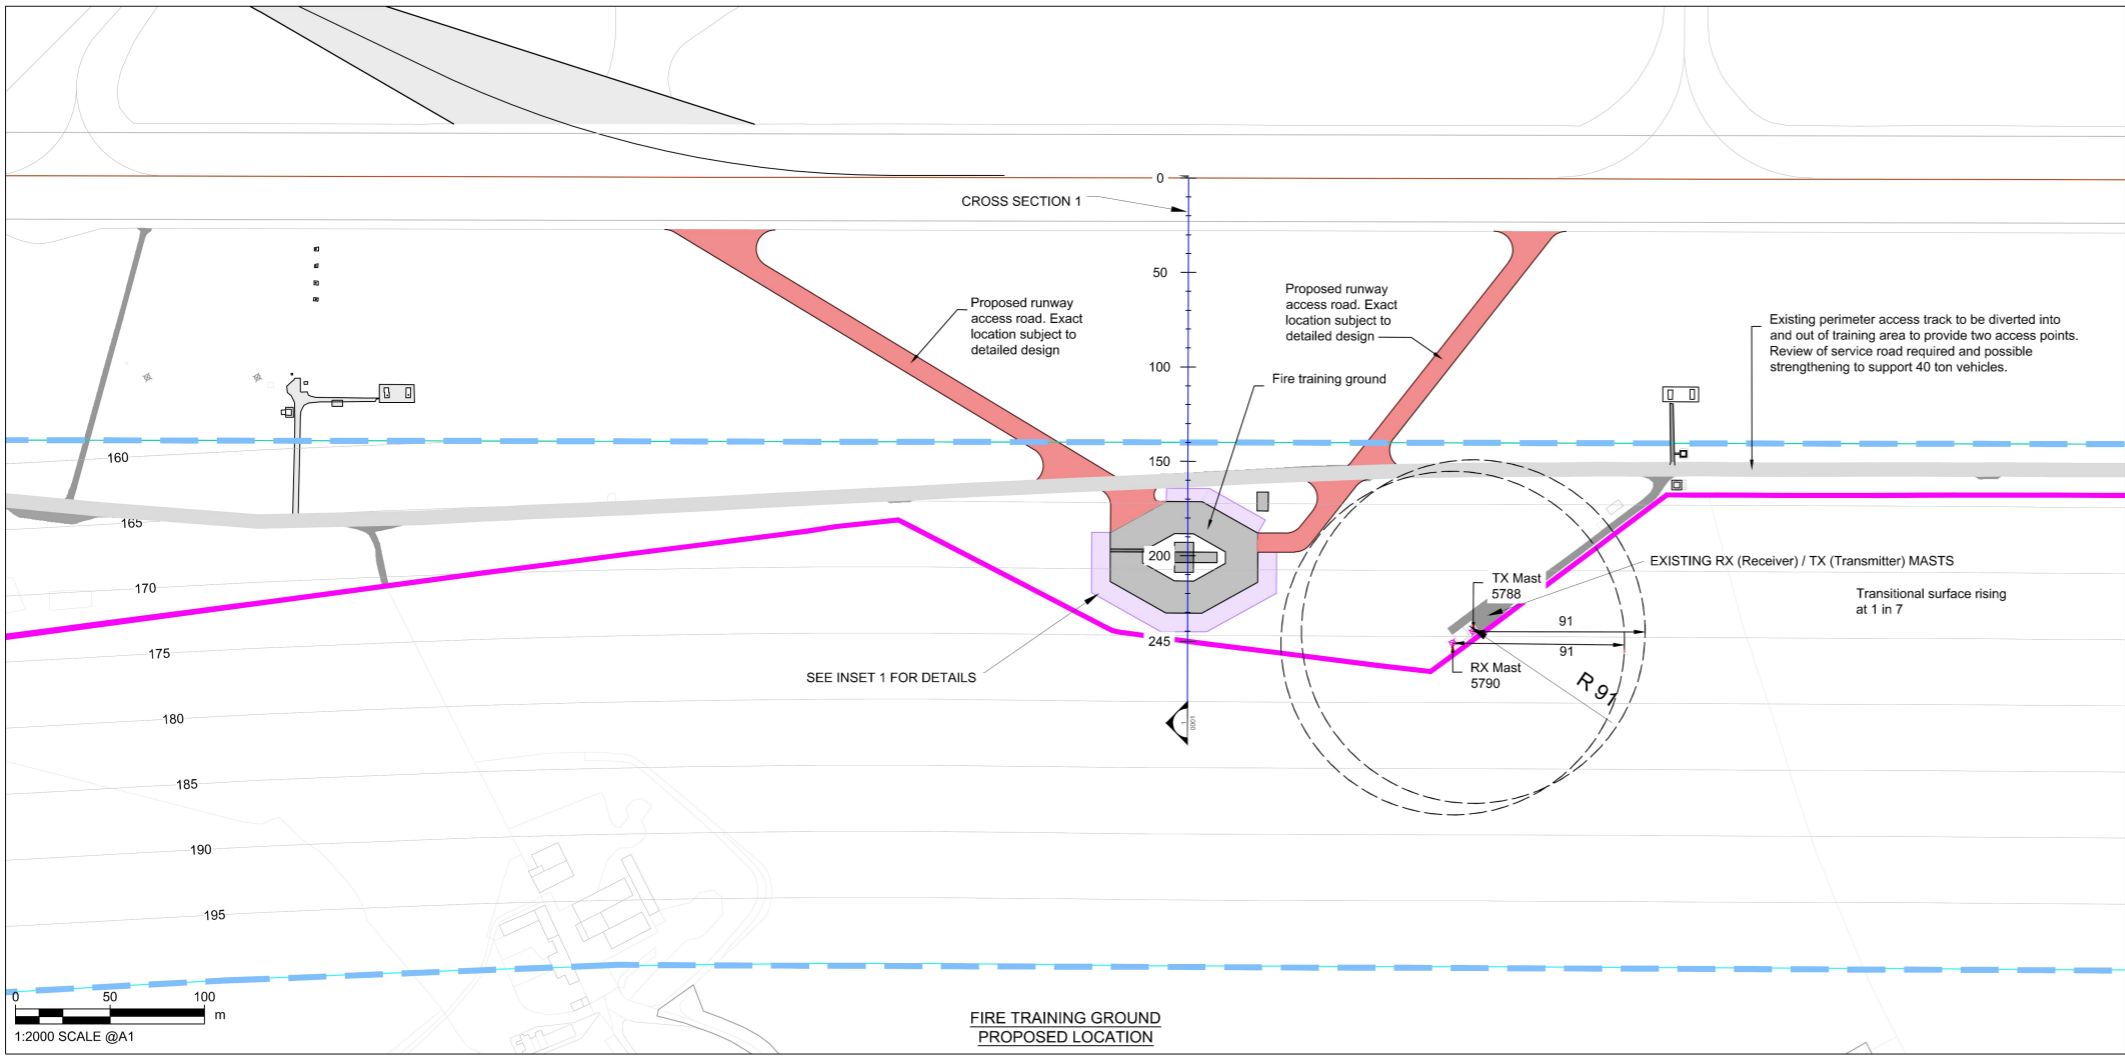 0
CROSS SECTION 1
50
Proposed runway
access road. Exact
location subject to
detailed design
Proposed runway
access road. Exact
location subject to
detailed design
Existing perimeter access track to be diverted into
and out of training area to provide two access points.
Review of service road required and possible
strengthening to support 40 ton vehicles.
100
Fire training ground
150
160
165
200
170
EXISTING RX (Receiver) / TX (Transmitter) MASTS
TX Mast
5788
Transitional surface rising
at 1 in 7
91
245
175
91
RX Mast
5790
SEE INSET 1 FOR DETAILS
R 91
180
1
0001
185
190
195
0 50 100
m
1:2000 SCALE @A1
FIRE TRAINING GROUND
PROPOSED LOCATION